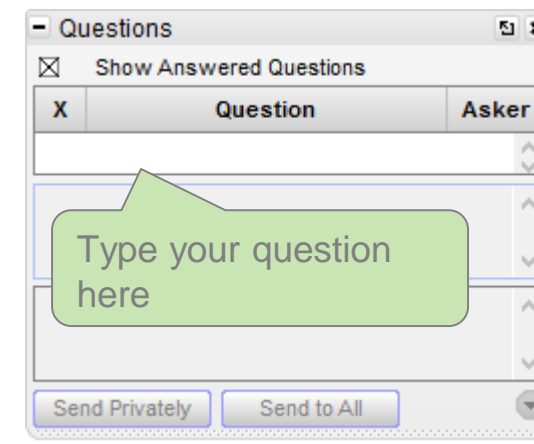 Questions
Show Answered Questions
X Question Asker
Type your question
here
Send Privately Send to All